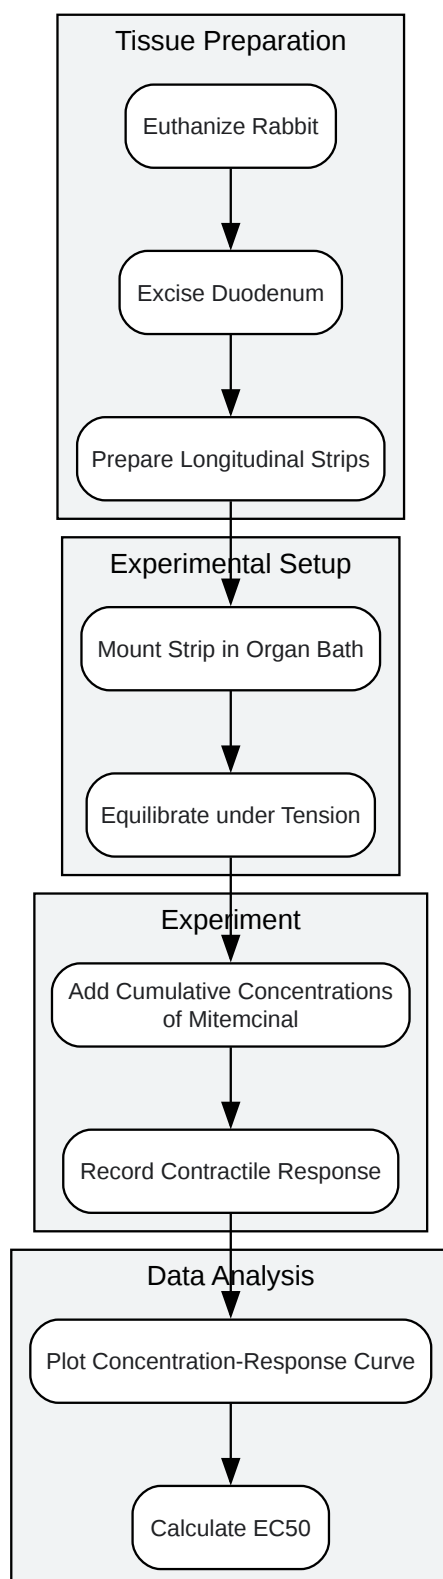 Tissue Preparation
Euthanize Rabbit
Excise Duodenum
Prepare Longitudinal Strips
Experimental Setup
Mount Strip in Organ Bath
Equilibrate under Tension
Experiment
Add Cumulative Concentrations
of Mitemcinal
Record Contractile Response
Data Analysis
Plot Concentration-Response Curve
Calculate EC50